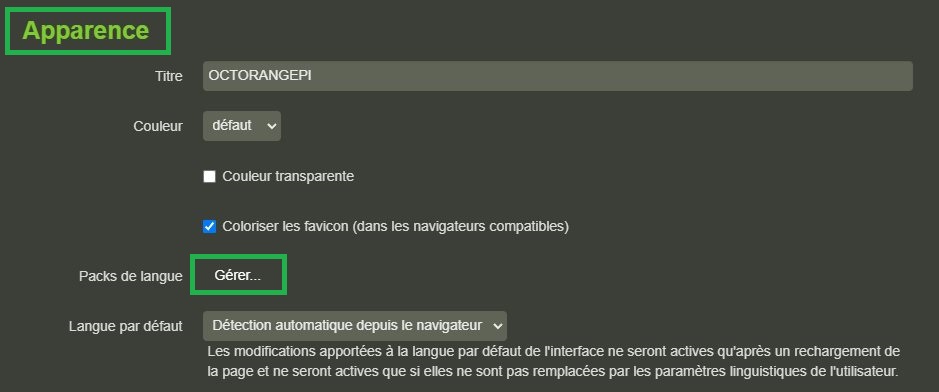 Apparence
Titre OCTORANGEPI
Couleur défaut
Couleur transparente
Coloriser les favicon (dans les navigateurs compatibles)
Packs de langue Gérer...
Langue par défaut Détection automatique depuis le navigateur
Les modifications apportées à la langue par défaut de l'interface ne seront actives qu'après un rechargement de
la page et ne seront actives que si elles ne sont pas remplacées par les paramètres linguistiques de l'utilisateur.